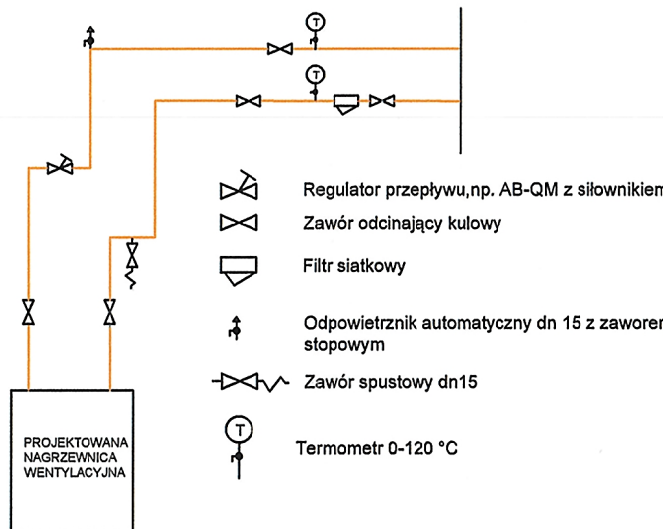 T
T
Regulator przepływu,np. AB-QM z siłownikiem
Zawór odcinający kulowy
Filtr siatkowy
Odpowietrznik automatyczny dn 15 z zaworem
stopowym
Zawór spustowy dn15
T
Termometr 0-120 °C
PROJEKTOWANA
NAGRZEWNICA
WENTYLACYJNA